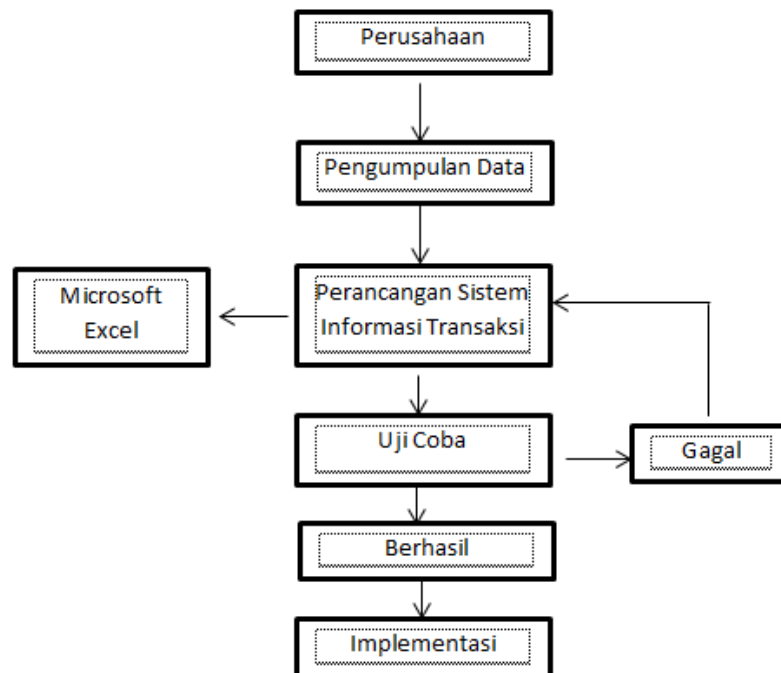 Perusahaan
Pengumpulan Data
Microsoft
Excel
Perancangan Sistem
Informasi Transaksi
Uji Coba
Gagal
Berhasil
Implementasi